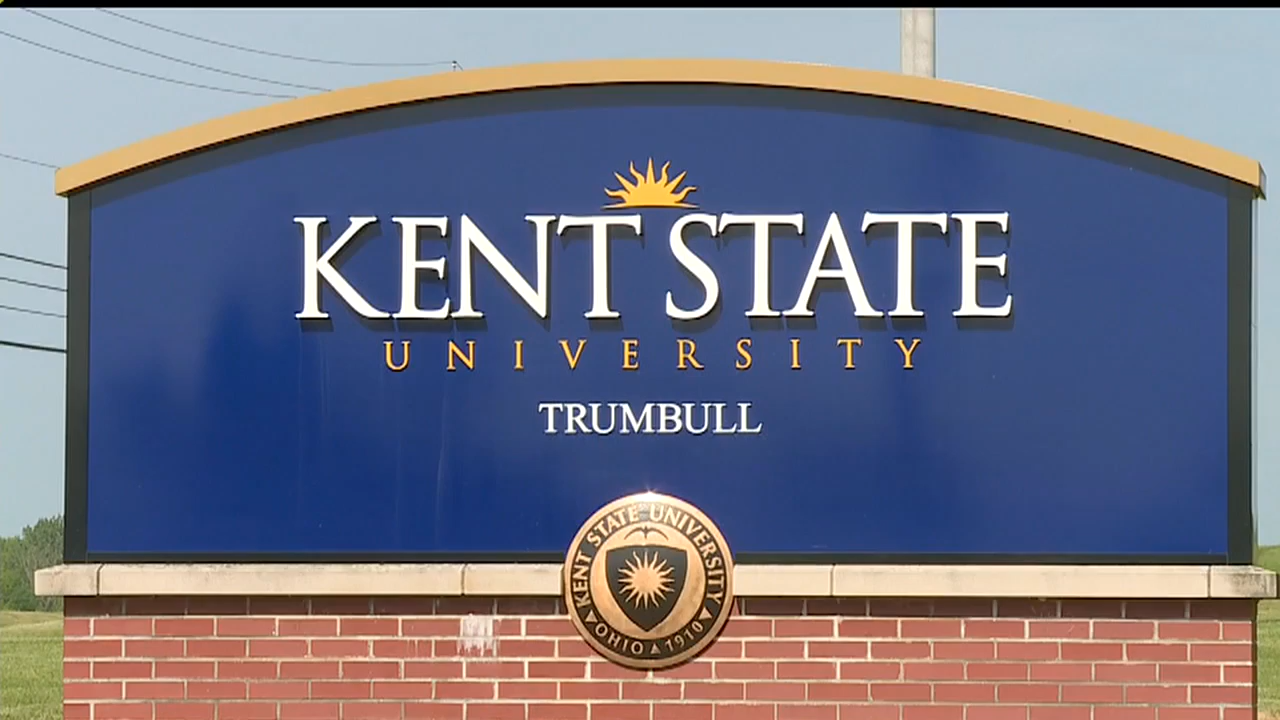 KENT STATE
UNIVERSITY
TRUMBULL
KENT STATE UNIVERSITY
OHIO 1910